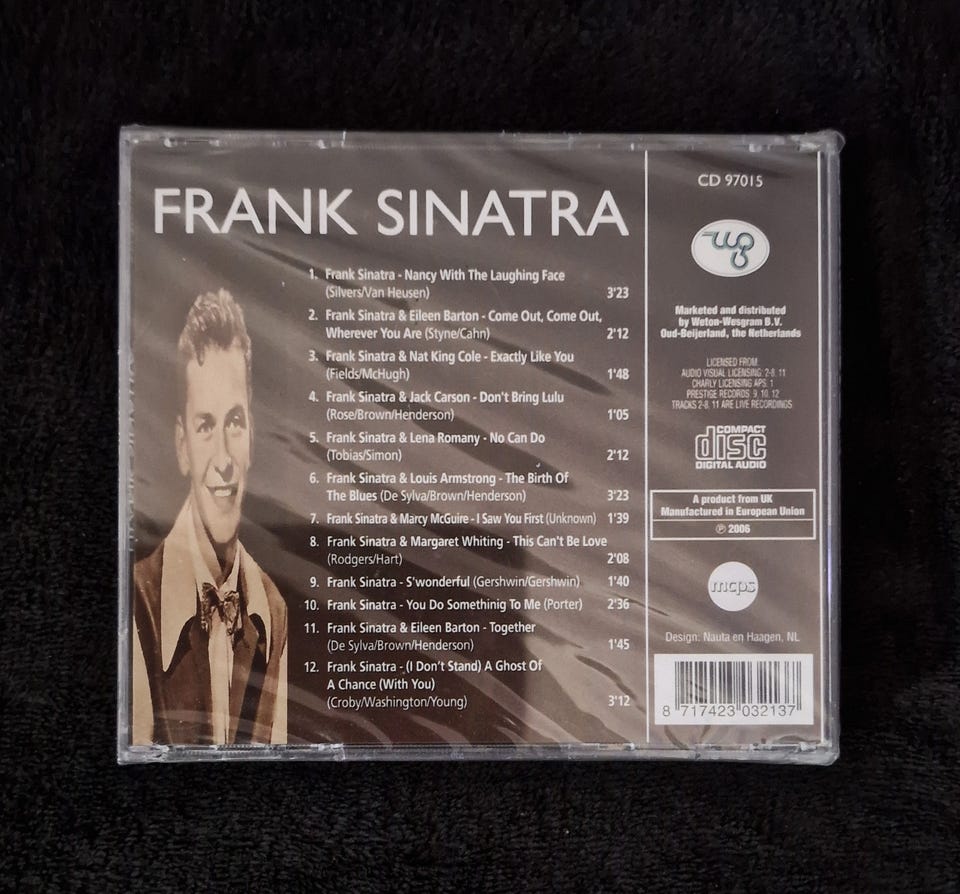 FRANK SINATRA
1. Frank Sinatra - Nancy With The Laughing Face
(Silvers/Van Heusen) 3'23
2. Frank Sinatra & Eileen Barton - Come Out, Come Out,
Wherever You Are (Styne/Cahn) 2'12
3. Frank Sinatra & Nat King Cole - Exactly Like You
(Fields/McHugh) 1'48
4. Frank Sinatra & Jack Carson - Don't Bring Lulu
(Rose/Brown/Henderson) 1'05
5. Frank Sinatra & Lena Romany - No Can Do
(Tobias/Simon) 2'12
6. Frank Sinatra & Louis Armstrong - The Birth Of
The Blues (De Sylva/Brown/Henderson) 3'23
7. Frank Sinatra & Marcy McGuire - I Saw You First (Unknown) 1'39
8. Frank Sinatra & Margaret Whiting - This Can't Be Love
(Rodgers/Hart) 2'08
9. Frank Sinatra - S'wonderful (Gershwin/Gershwin) 1'40
10. Frank Sinatra - You Do Somethinig To Me (Porter) 2'36
11. Frank Sinatra & Eileen Barton - Together
(De Sylva/Brown/Henderson) 1'45
12. Frank Sinatra - (I Don't Stand) A Ghost Of
A Chance (With You)
(Croby/Washington/Young) 3'12
CD 97015
wg
Marketed and distributed
by Weton-Wesgram B.V.
Oud-Beijerland, the Netherlands
LICENSED FROM
AUDIO VISUAL LICENSING: 2-8, 11
CHARLY LICENSING APS. 1
PRESTIGE RECORDS: 9, 10, 12
TRACKS 2-8, 11 ARE LIVE RECORDINGS
COMPACT
disc
DIGITAL AUDIO
A product from UK
Manufactured in European Union
℗ 2006
mcps
Design: Nauta en Haagen, NL
8 717423 032137